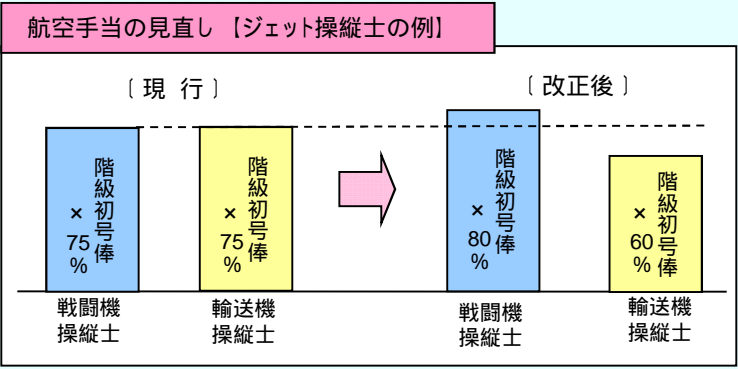 航空手当の見直し【ジェット操縦士の例】
〔現 行〕
〔改正後〕
階級初号俸
×
75
%
階級初号俸
×
75
%
階級初号俸
×
80
%
階級初号俸
×
60
%
戦闘機
操縦士
輸送機
操縦士
戦闘機
操縦士
輸送機
操縦士